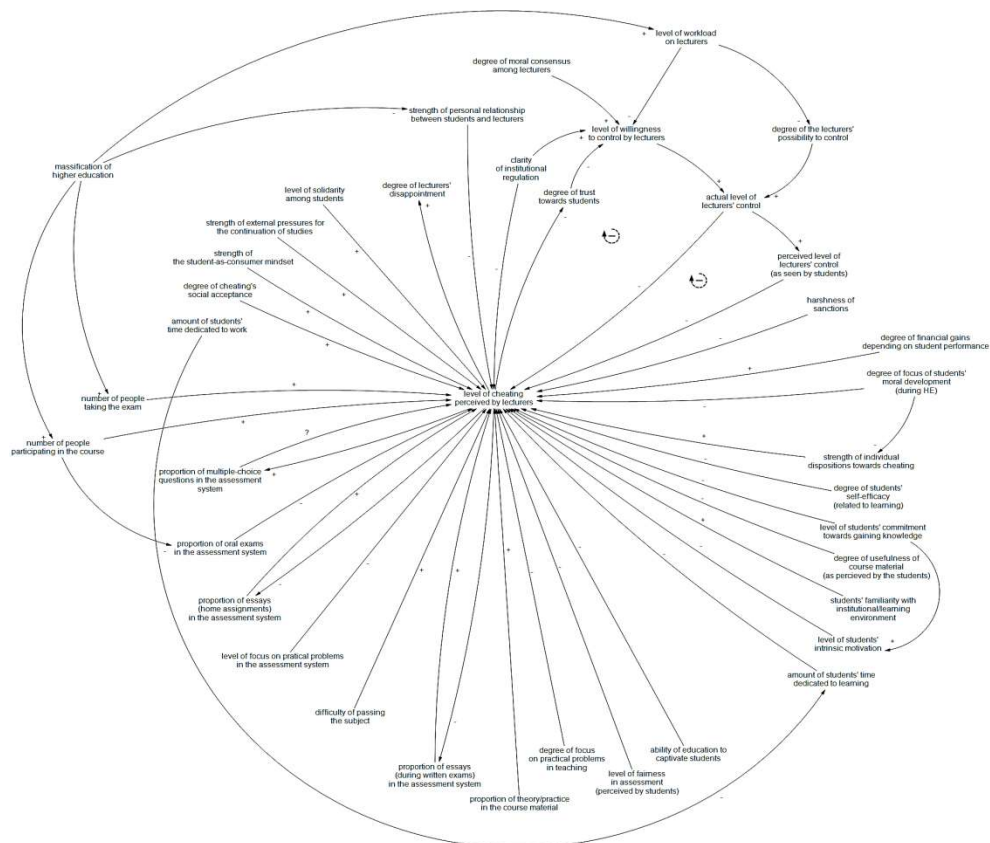 level of workload
on lecturers
+
degree of moral consensus
among lecturers
strength of personal relationship
between students and lecturers
-
level of willingness
to control by lecturers
+
+
-
degree of the lecturers'
possibility to control
-
massification of
higher education
clarity
of institutional
regulation
degree of trust
towards students
-
-
actual level of
lecturers' control
+
+
level of solidarity
among students
degree of lecturers'
disappointment
+
strength of external pressures for
the continuation of studies
strength of
the student-as-consumer mindset
degree of cheating's
social acceptance
amount of students'
time dedicated to work
perceived level of
lecturers' control
(as seen by students)
+
harshness of
sanctions
degree of financial gains
depending on student performance
degree of focus of students'
moral development
(during HE)
number of people
taking the exam
+
level of cheating
perceived by lecturers
number of people
participating in the course
+
?
proportion of multiple-choice
questions in the assessment
system
+
strength of individual
dispositions towards cheating
-
degree of students'
self-efficacy
(related to learning)
level of students' commitment
towards gaining knowledge
proportion of oral exams
in the assessment system
-
degree of usefulness of
course material
(as percieved by the students)
proportion of essays
(home assignments)
in the assessment system
-
students' familiarity with
institutional/learning
environment
level of students'
intrinsic motivation
+
level of focus on pratical problems
in the assessment system
amount of students' time
dedicated to learning
-
difficulty of passing
the subject
proportion of essays
(during written exams)
in the assessment system
-
degree of focus
on practical problems
in teaching
ability of education to
captivate students
level of fairness
in assessment
(perceived by students)
proportion of theory/practice
in the course material